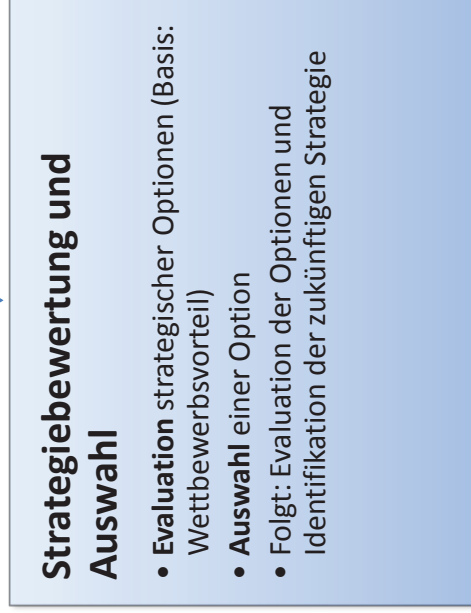 Strategiebewertung und
Auswahl
• Evaluation strategischer Optionen (Basis:
Wettbewerbsvorteil)
• Auswahl einer Option
• Folgt: Evaluation der Optionen und
Identifikation der zukünftigen Strategie